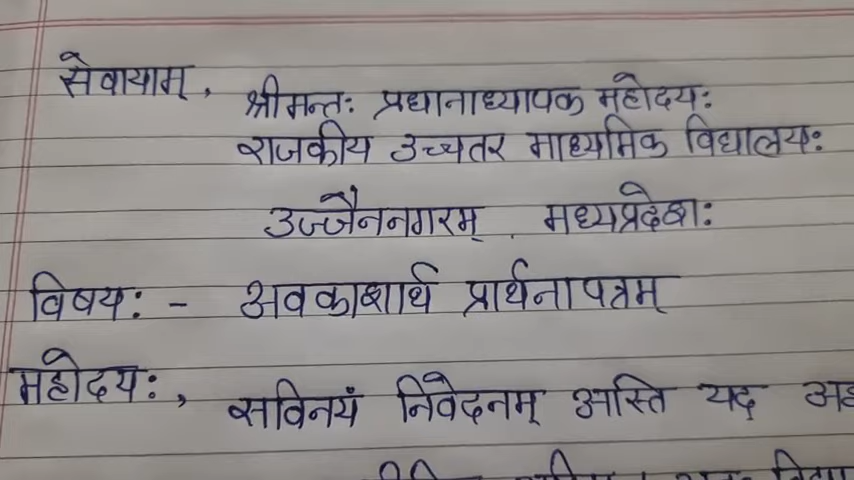 सेवायाम्,
श्रीमन्तः प्रधानाध्यापक महोदयः
राजकीय उच्चतर माध्यमिक विद्यालयः
उज्जैननगरम् . मध्यप्रदेशः
विषयः - अवकाशार्थ प्रार्थनापत्रम्
महोदयः,
सविनयं निवेदनम् अस्ति यद्